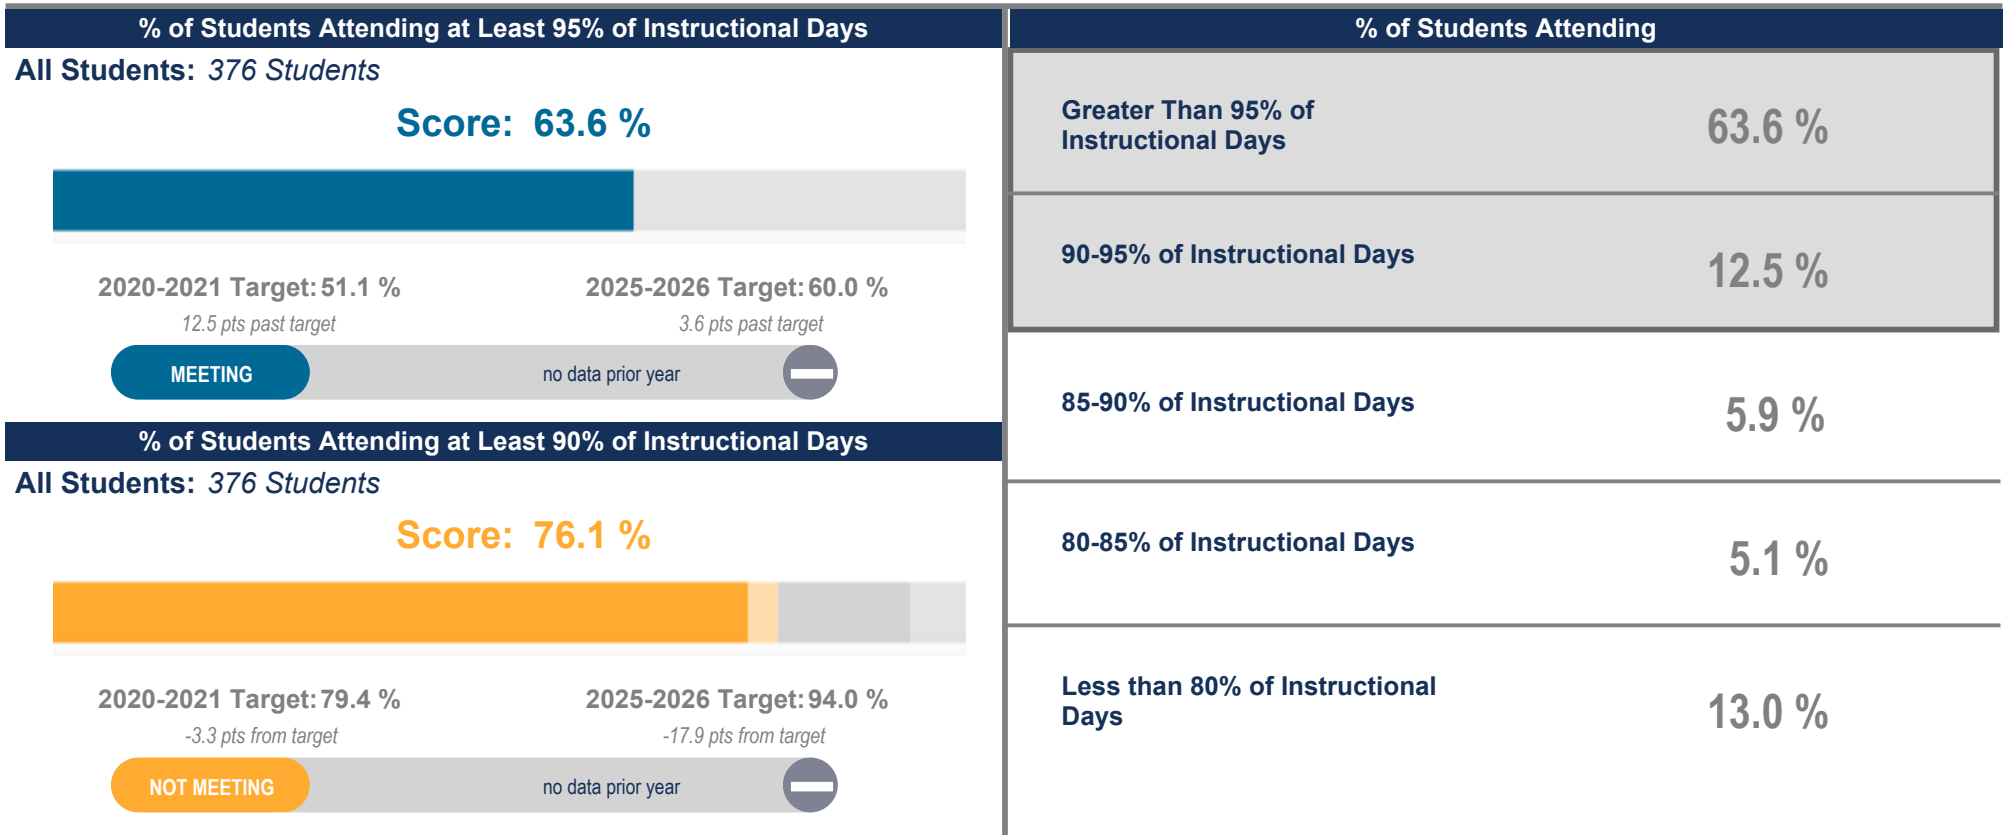 % of Students Attending at Least 95% of Instructional Days
All Students: 376 Students
Score: 63.6 %
2020-2021 Target: 51.1 %
12.5 pts past target
2025-2026 Target: 60.0 %
3.6 pts past target
MEETING
no data prior year
% of Students Attending at Least 90% of Instructional Days
All Students: 376 Students
Score: 76.1 %
2020-2021 Target: 79.4 %
-3.3 pts from target
2025-2026 Target: 94.0 %
-17.9 pts from target
NOT MEETING
no data prior year
% of Students Attending
Greater Than 95% of
Instructional Days
63.6 %
90-95% of Instructional Days
12.5 %
85-90% of Instructional Days
5.9 %
80-85% of Instructional Days
5.1 %
Less than 80% of Instructional
Days
13.0 %